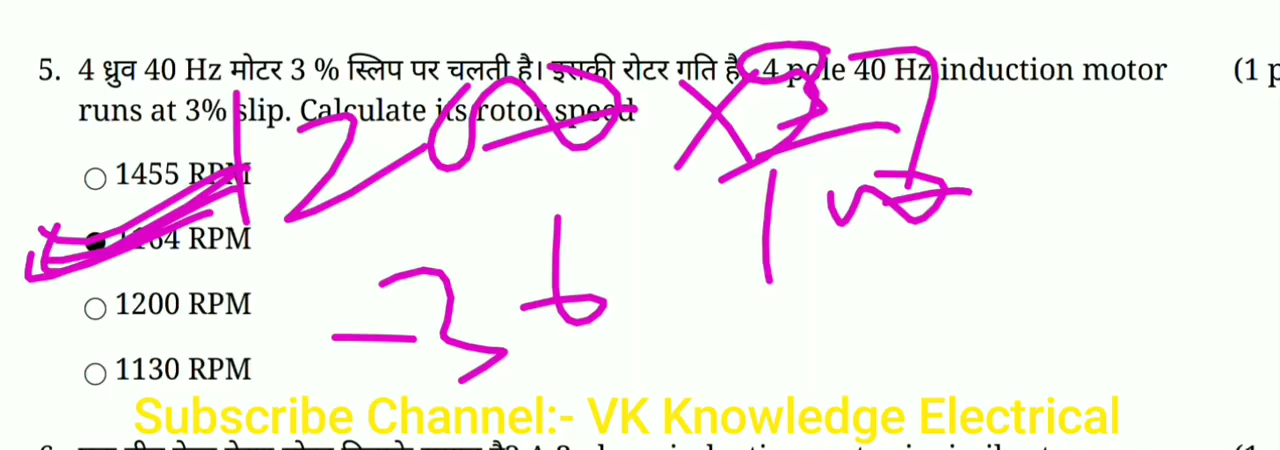 5. 4 ध्रुव 40 Hz मोटर 3 % स्लिप पर चलती है। इसकी रोटर गति है- 4 pole 40 Hz induction motor (1 p
runs at 3% slip. Calculate its rotor speed
1455 RPM
1164 RPM
1200 RPM
1130 RPM
1200 × 3
100
-36
Subscribe Channel:- VK Knowledge Electrical